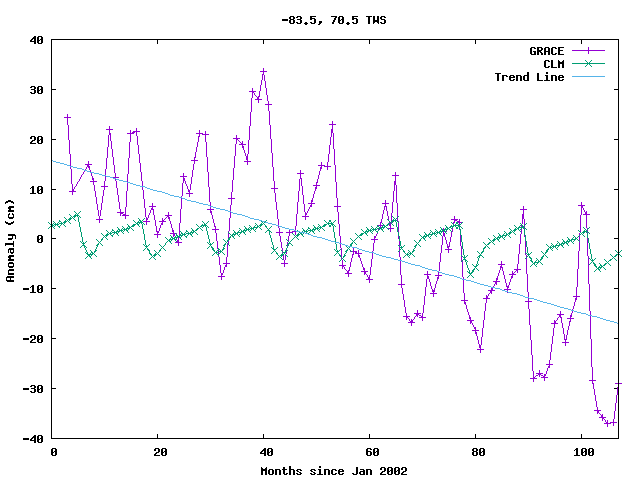 -83.5, 70.5 TWS
GRACE
CLM
Trend Line
40
30
20
10
0
-10
-20
-30
-40
Anomaly (cm)
0 20 40 60 80 100
Months since Jan 2002